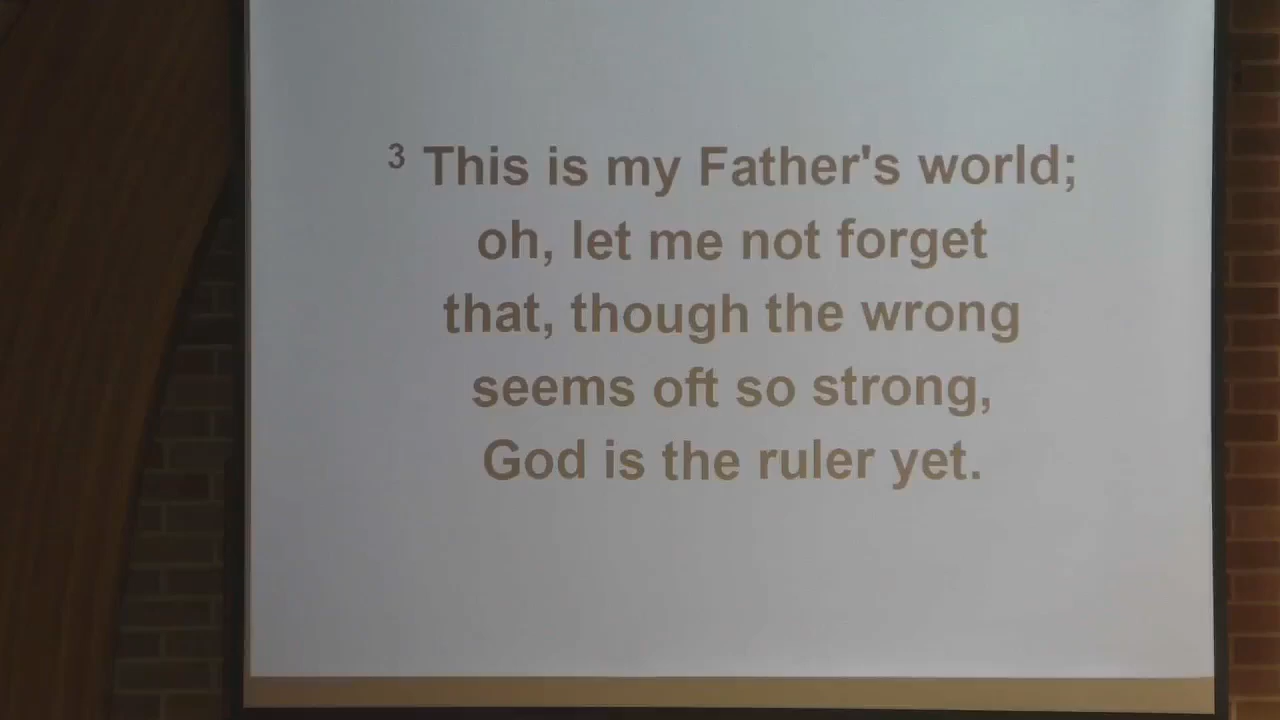 3 This is my Father's world;
oh, let me not forget
that, though the wrong
seems oft so strong,
God is the ruler yet.